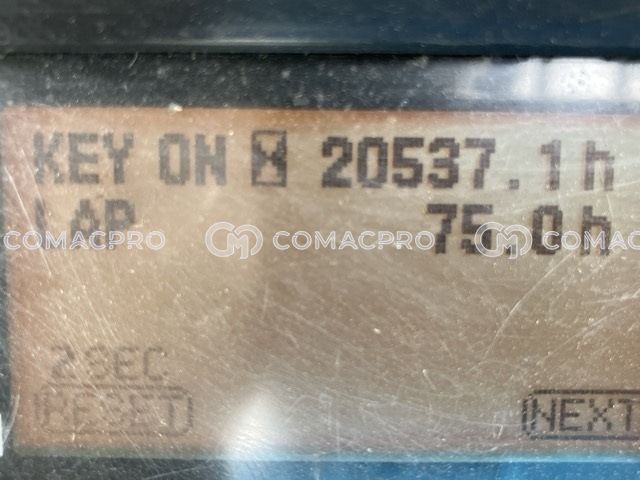 KEY ON 20537.1h
LAP 75.0h
COMACPRO COMACPRO COMACPRO
2SEC
RESET NEXT